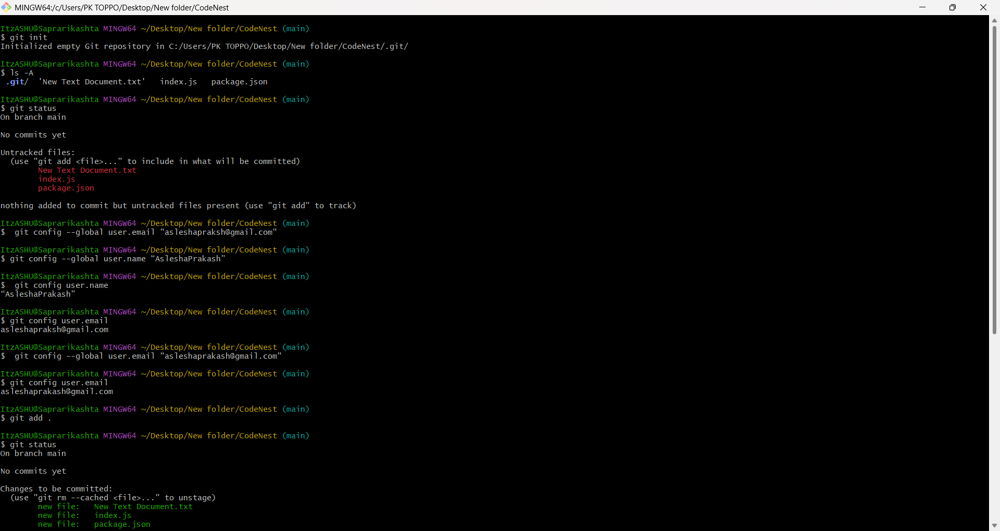 MINGW64:/c/Users/PK TOPPO/Desktop/New folder/CodeNest
ItzASHU@Saprarikashta MINGW64 ~/Desktop/New folder/CodeNest (main)
$ git init
Initialized empty Git repository in C:/Users/PK TOPPO/Desktop/New folder/CodeNest/.git/
ItzASHU@Saprarikashta MINGW64 ~/Desktop/New folder/CodeNest (main)
$ ls -A
.git/  'New Text Document.txt'   index.js   package.json
ItzASHU@Saprarikashta MINGW64 ~/Desktop/New folder/CodeNest (main)
$ git status
On branch main
No commits yet
Untracked files:
(use "git add <file>..." to include in what will be committed)
New Text Document.txt
index.js
package.json
nothing added to commit but untracked files present (use "git add" to track)
ItzASHU@Saprarikashta MINGW64 ~/Desktop/New folder/CodeNest (main)
$  git config --global user.email "asleshapraksh@gmail.com"
ItzASHU@Saprarikashta MINGW64 ~/Desktop/New folder/CodeNest (main)
$ git config --global user.name “AsleshaPrakash”
ItzASHU@Saprarikashta MINGW64 ~/Desktop/New folder/CodeNest (main)
$  git config user.name
“AsleshaPrakash”
ItzASHU@Saprarikashta MINGW64 ~/Desktop/New folder/CodeNest (main)
$ git config user.email
asleshapraksh@gmail.com
ItzASHU@Saprarikashta MINGW64 ~/Desktop/New folder/CodeNest (main)
$  git config --global user.email "asleshaprakash@gmail.com"
ItzASHU@Saprarikashta MINGW64 ~/Desktop/New folder/CodeNest (main)
$ git config user.email
asleshaprakash@gmail.com
ItzASHU@Saprarikashta MINGW64 ~/Desktop/New folder/CodeNest (main)
$ git add .
ItzASHU@Saprarikashta MINGW64 ~/Desktop/New folder/CodeNest (main)
$ git status
On branch main
No commits yet
Changes to be committed:
(use "git rm --cached <file>..." to unstage)
new file:   New Text Document.txt
new file:   index.js
new file:   package.json